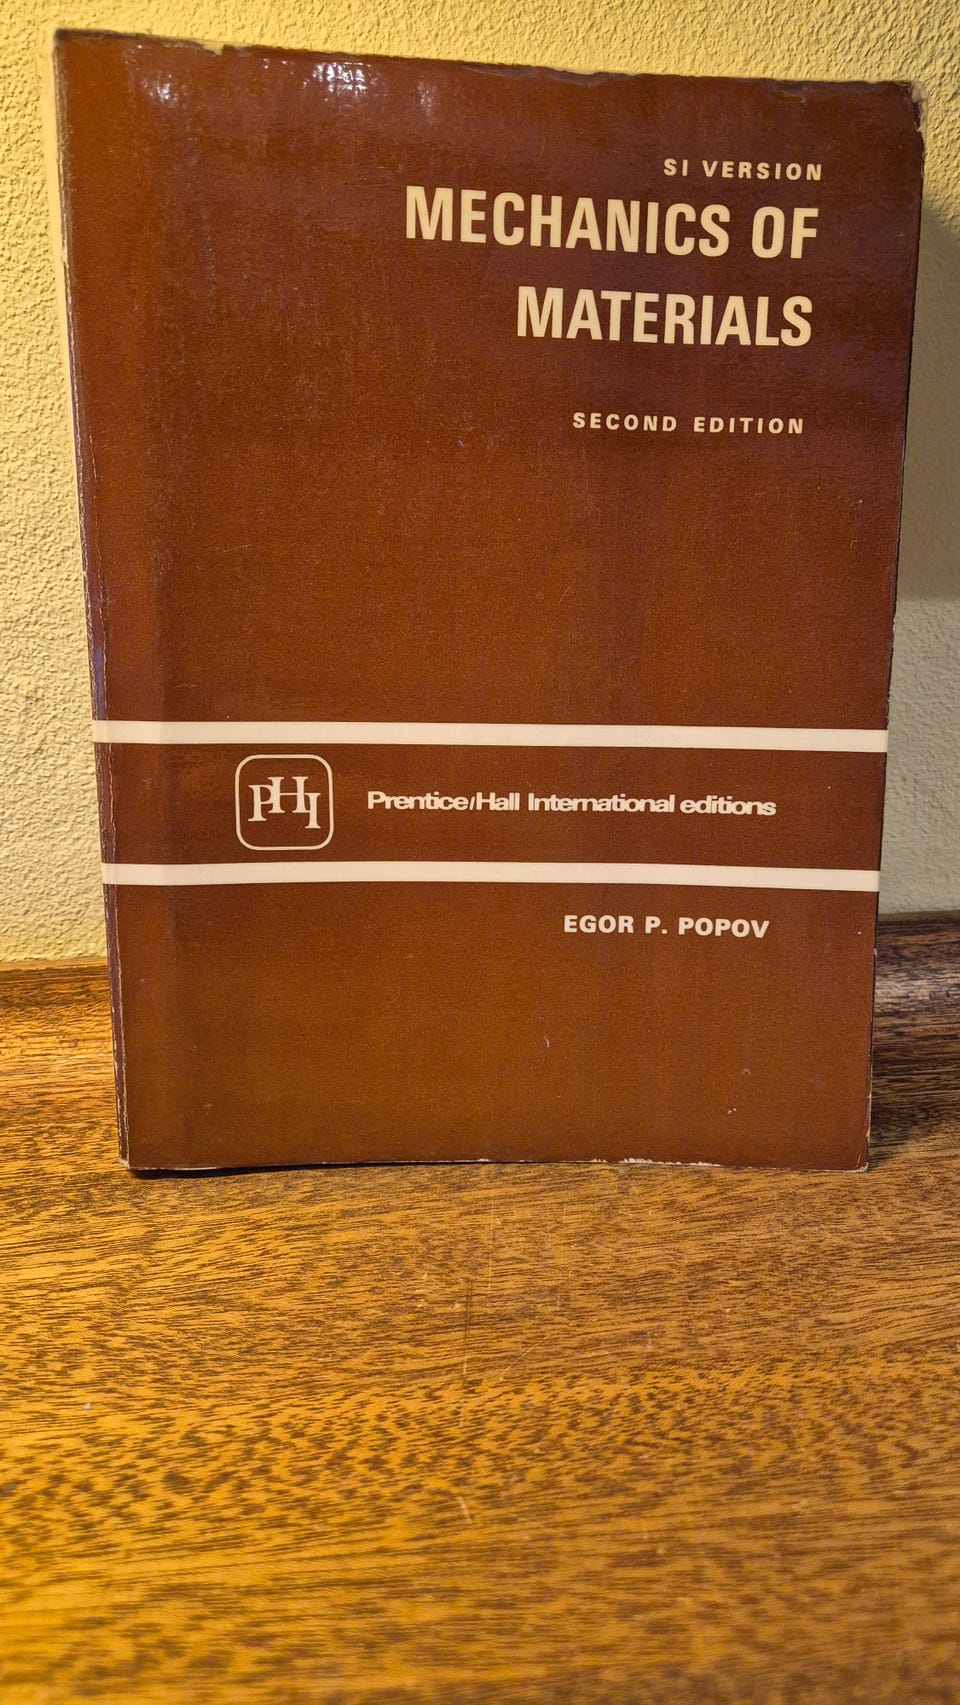 SI VERSION
MECHANICS OF
MATERIALS
SECOND EDITION
PHI
Prentice/Hall International editions
EGOR P. POPOV